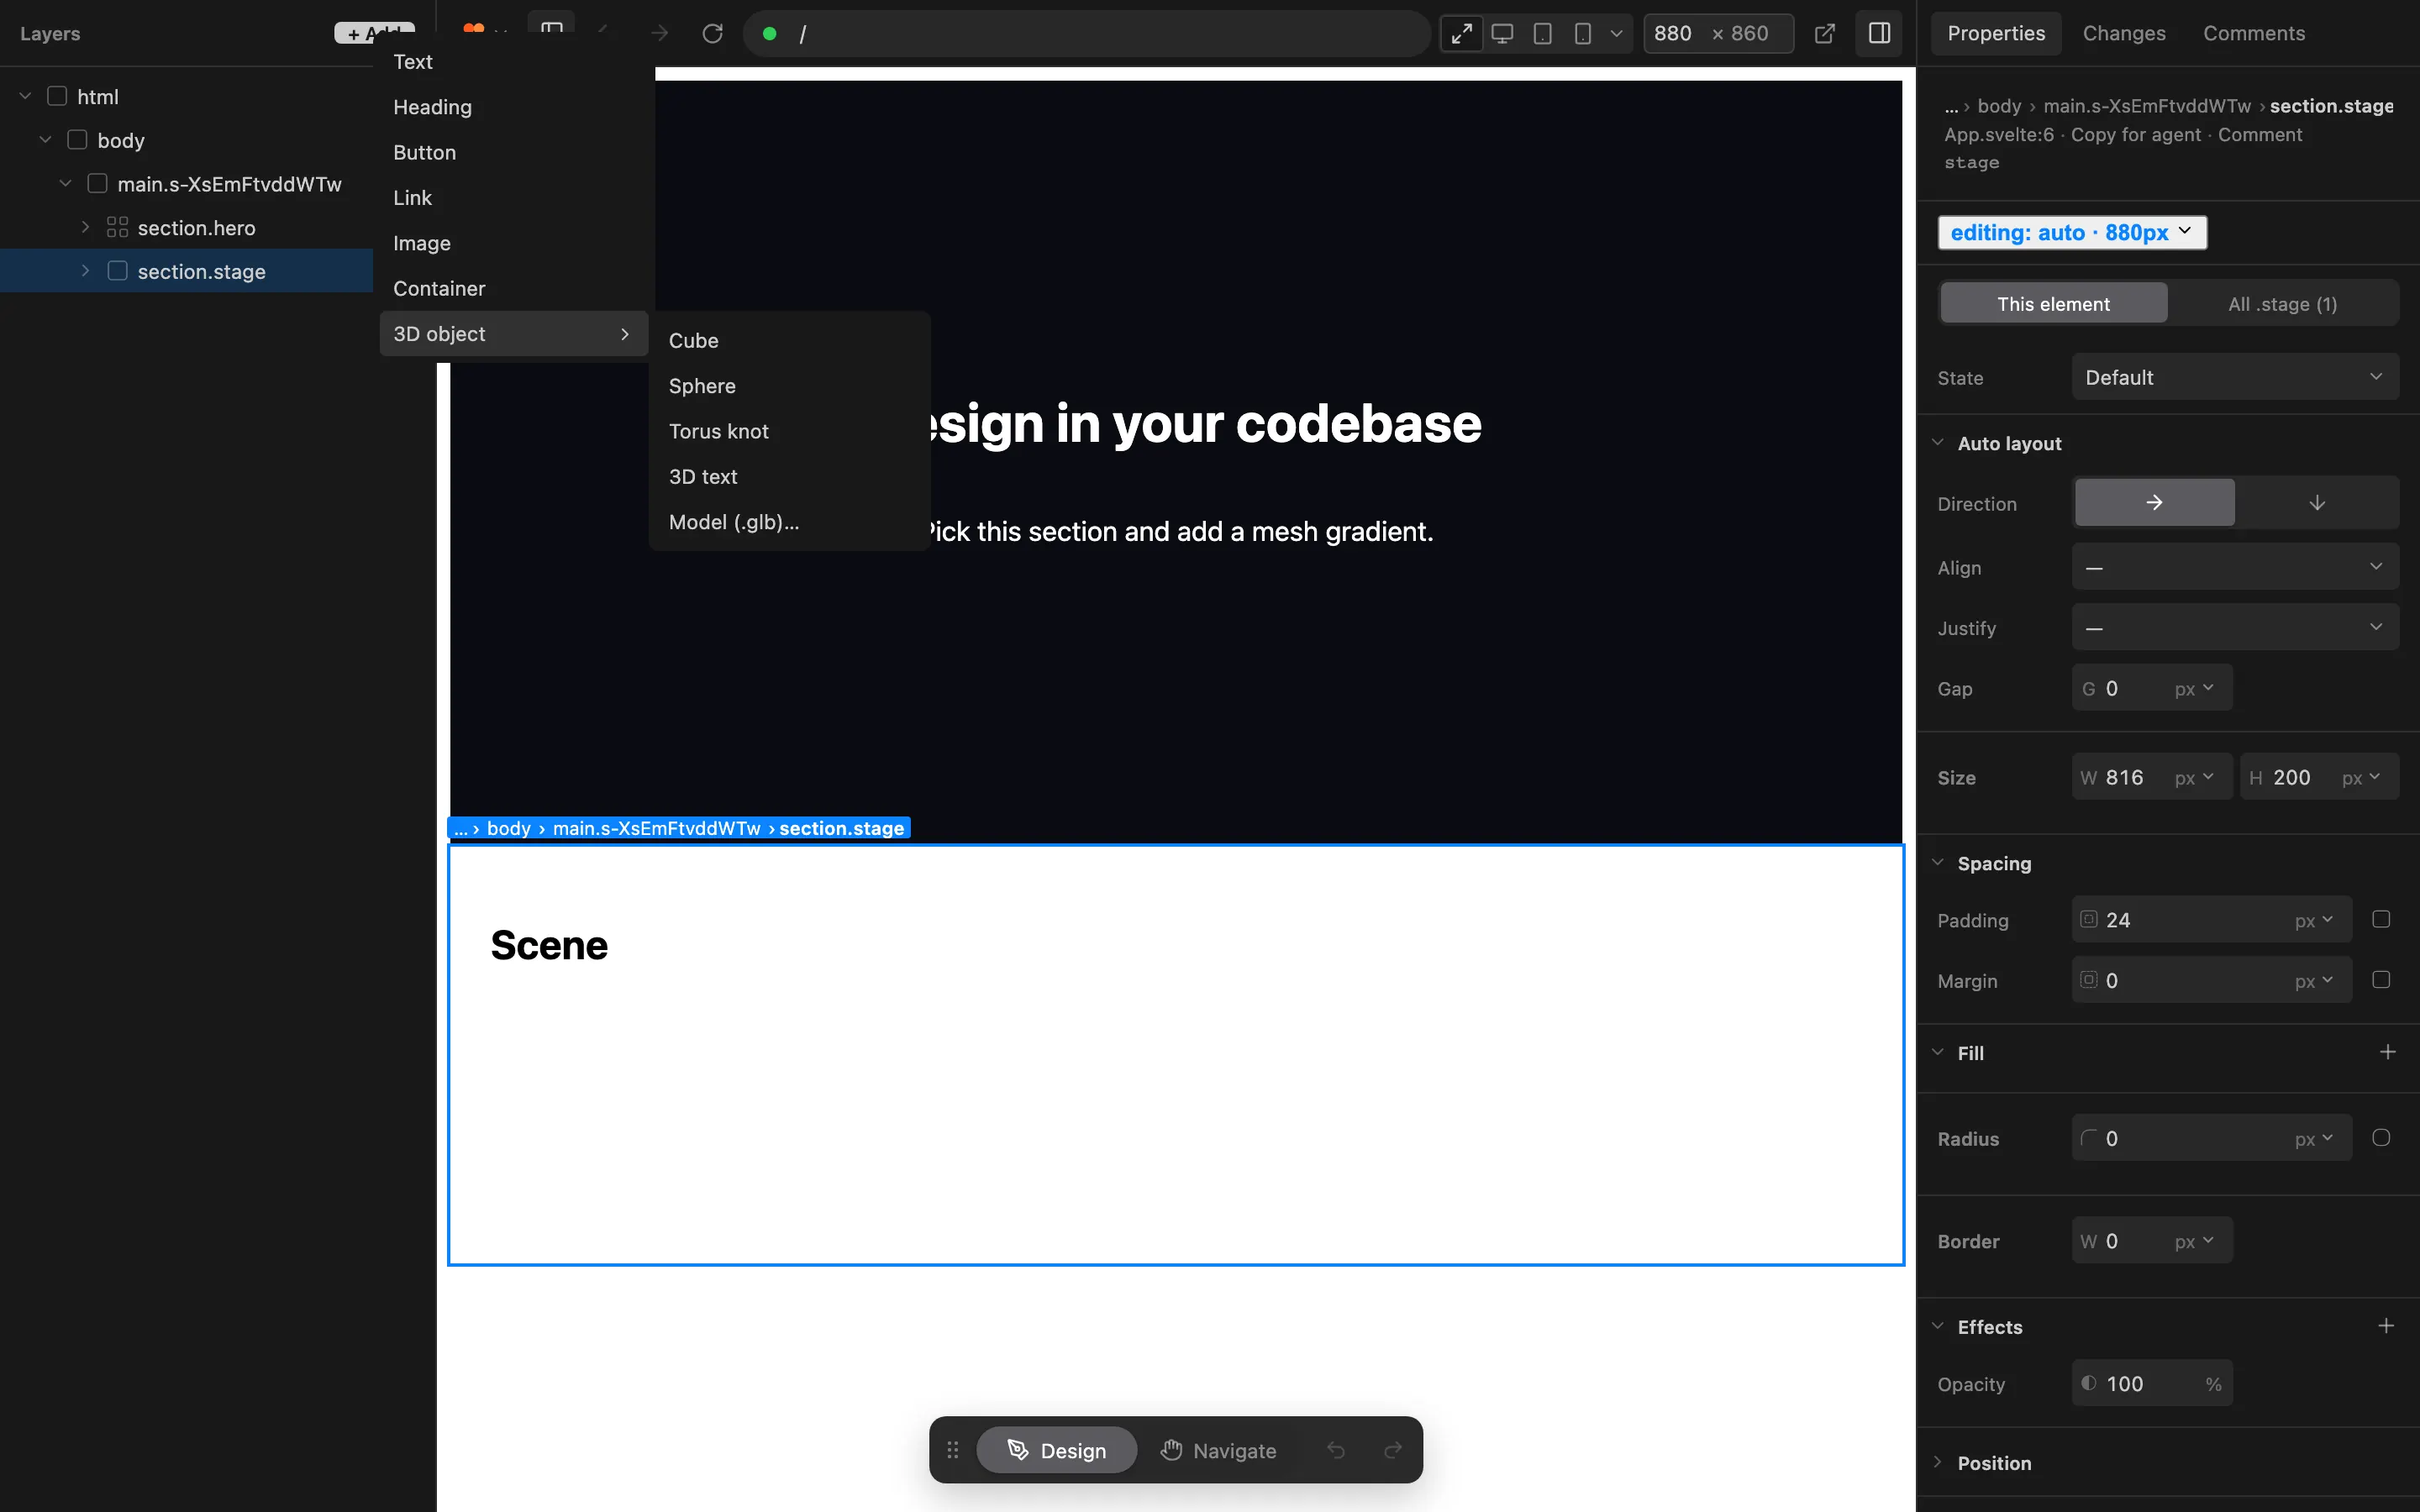 Layers
+ Add
html
body
main.s-XsEmFtvddWTw
section.hero
section.stage
Text
Heading
Button
Link
Image
Container
3D object
Cube
Sphere
Torus knot
3D text
Model (.glb)...
/
880 × 860
esign in your codebase
Pick this section and add a mesh gradient.
... › body › main.s-XsEmFtvddWTw › section.stage
Scene
Design
Navigate
Properties
Changes
Comments
... › body › main.s-XsEmFtvddWTw › section.stage
App.svelte:6 · Copy for agent · Comment
stage
editing: auto · 880px
This element
All .stage (1)
State
Default
Auto layout
Direction
Align
—
Justify
—
Gap
G 0 px
Size
W 816 px
H 200 px
Spacing
Padding
24 px
Margin
0 px
Fill
Radius
0 px
Border
W 0 px
Effects
Opacity
100 %
Position